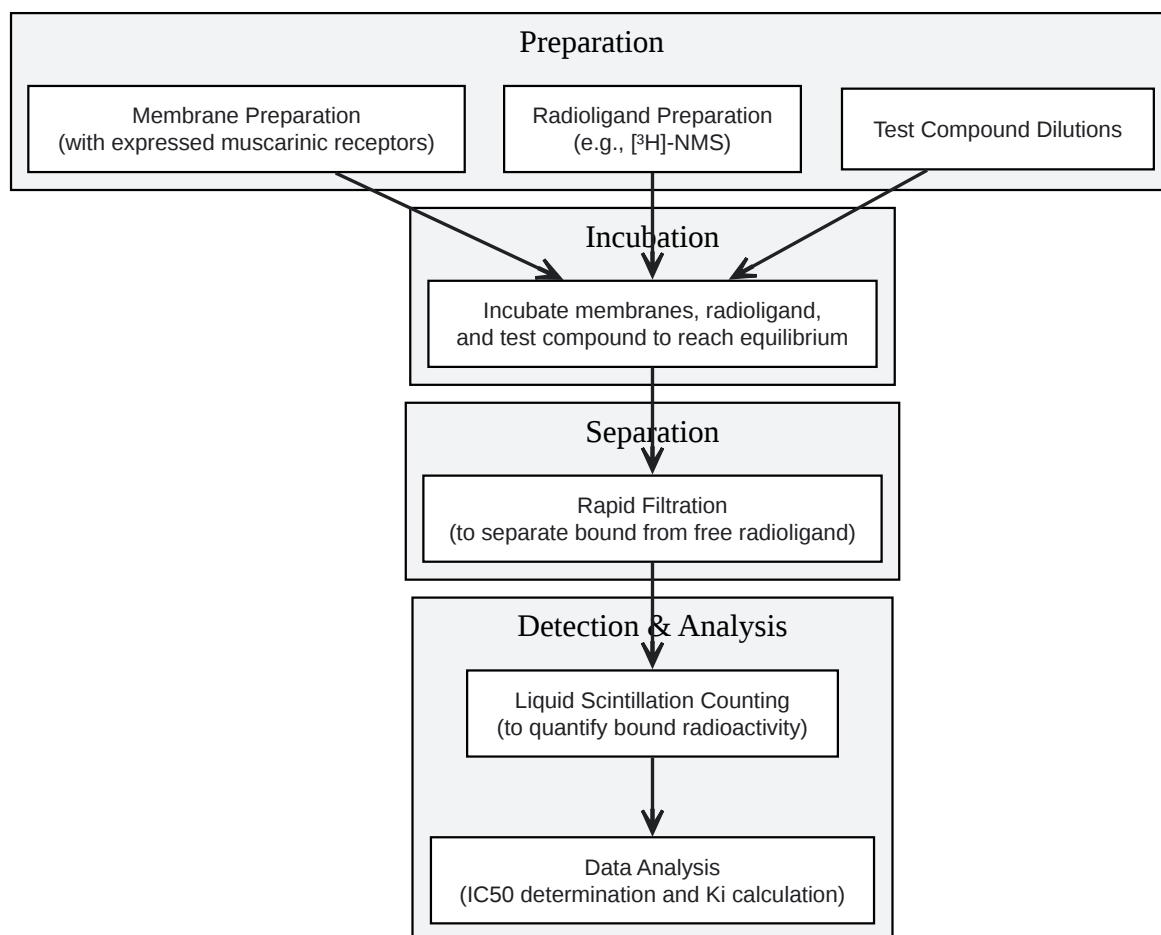 Preparation
Membrane Preparation
(with expressed muscarinic receptors)
Radioligand Preparation
(e.g., [³H]-NMS)
Test Compound Dilutions
Incubation
Incubate membranes, radioligand,
and test compound to reach equilibrium
Separation
Rapid Filtration
(to separate bound from free radioligand)
Detection & Analysis
Liquid Scintillation Counting
(to quantify bound radioactivity)
Data Analysis
(IC50 determination and Ki calculation)